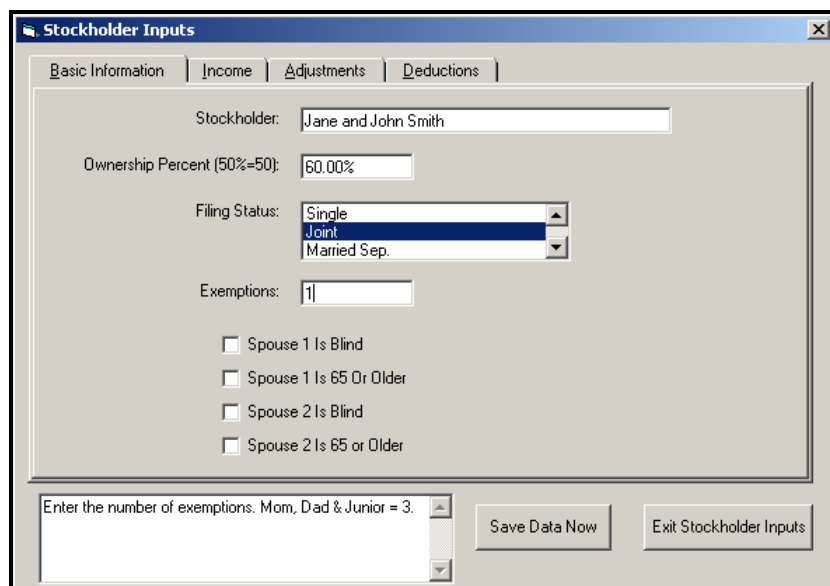 Stockholder Inputs
Basic Information Income Adjustments Deductions
Stockholder: Jane and John Smith
Ownership Percent (50%=50): 60.00%
Filing Status: Single
Joint
Married Sep.
Exemptions: 1
Spouse 1 Is Blind
Spouse 1 Is 65 Or Older
Spouse 2 Is Blind
Spouse 2 Is 65 or Older
Enter the number of exemptions. Mom, Dad & Junior = 3.
Save Data Now Exit Stockholder Inputs